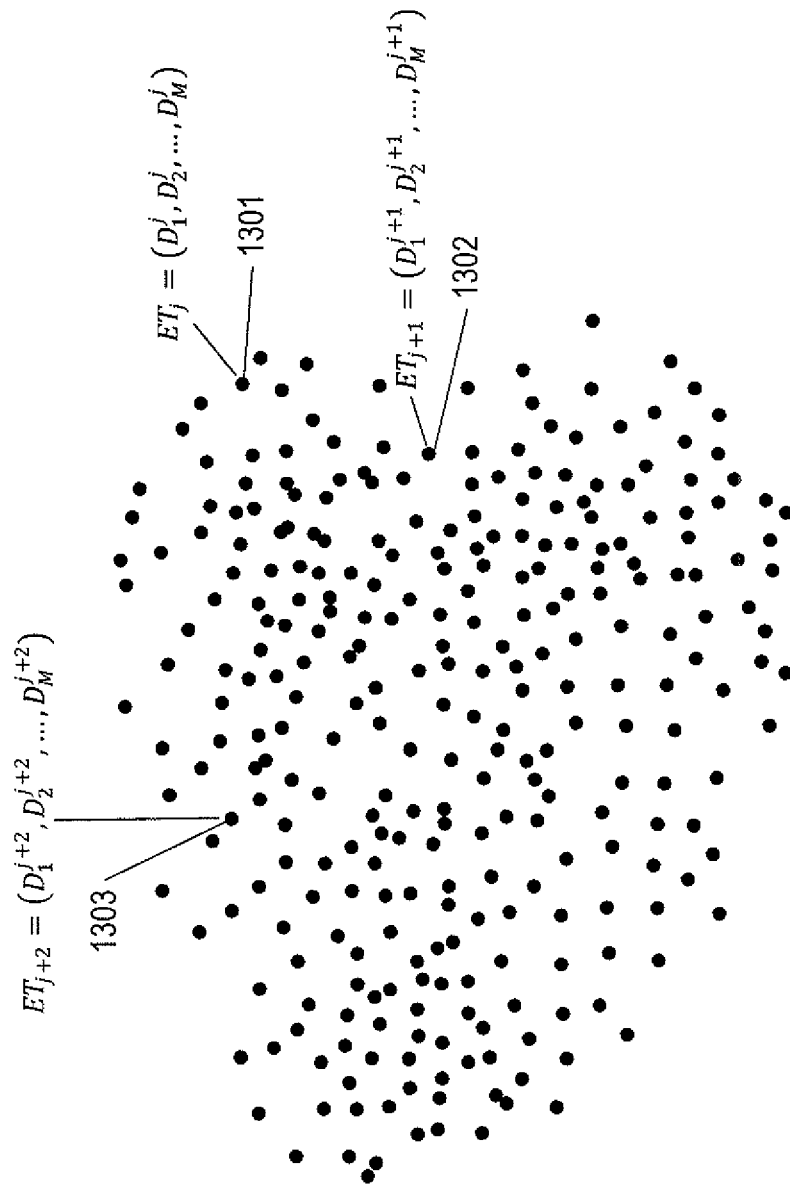 ET_{j+2} = (D_1^{j+2}, D_2^{j+2}, ..., D_M^{j+2})
1303
ET_j = (D_1^j, D_2^j, ..., D_M^j)
1301
ET_{j+1} = (D_1^{j+1}, D_2^{j+1}, ..., D_M^{j+1})
1302